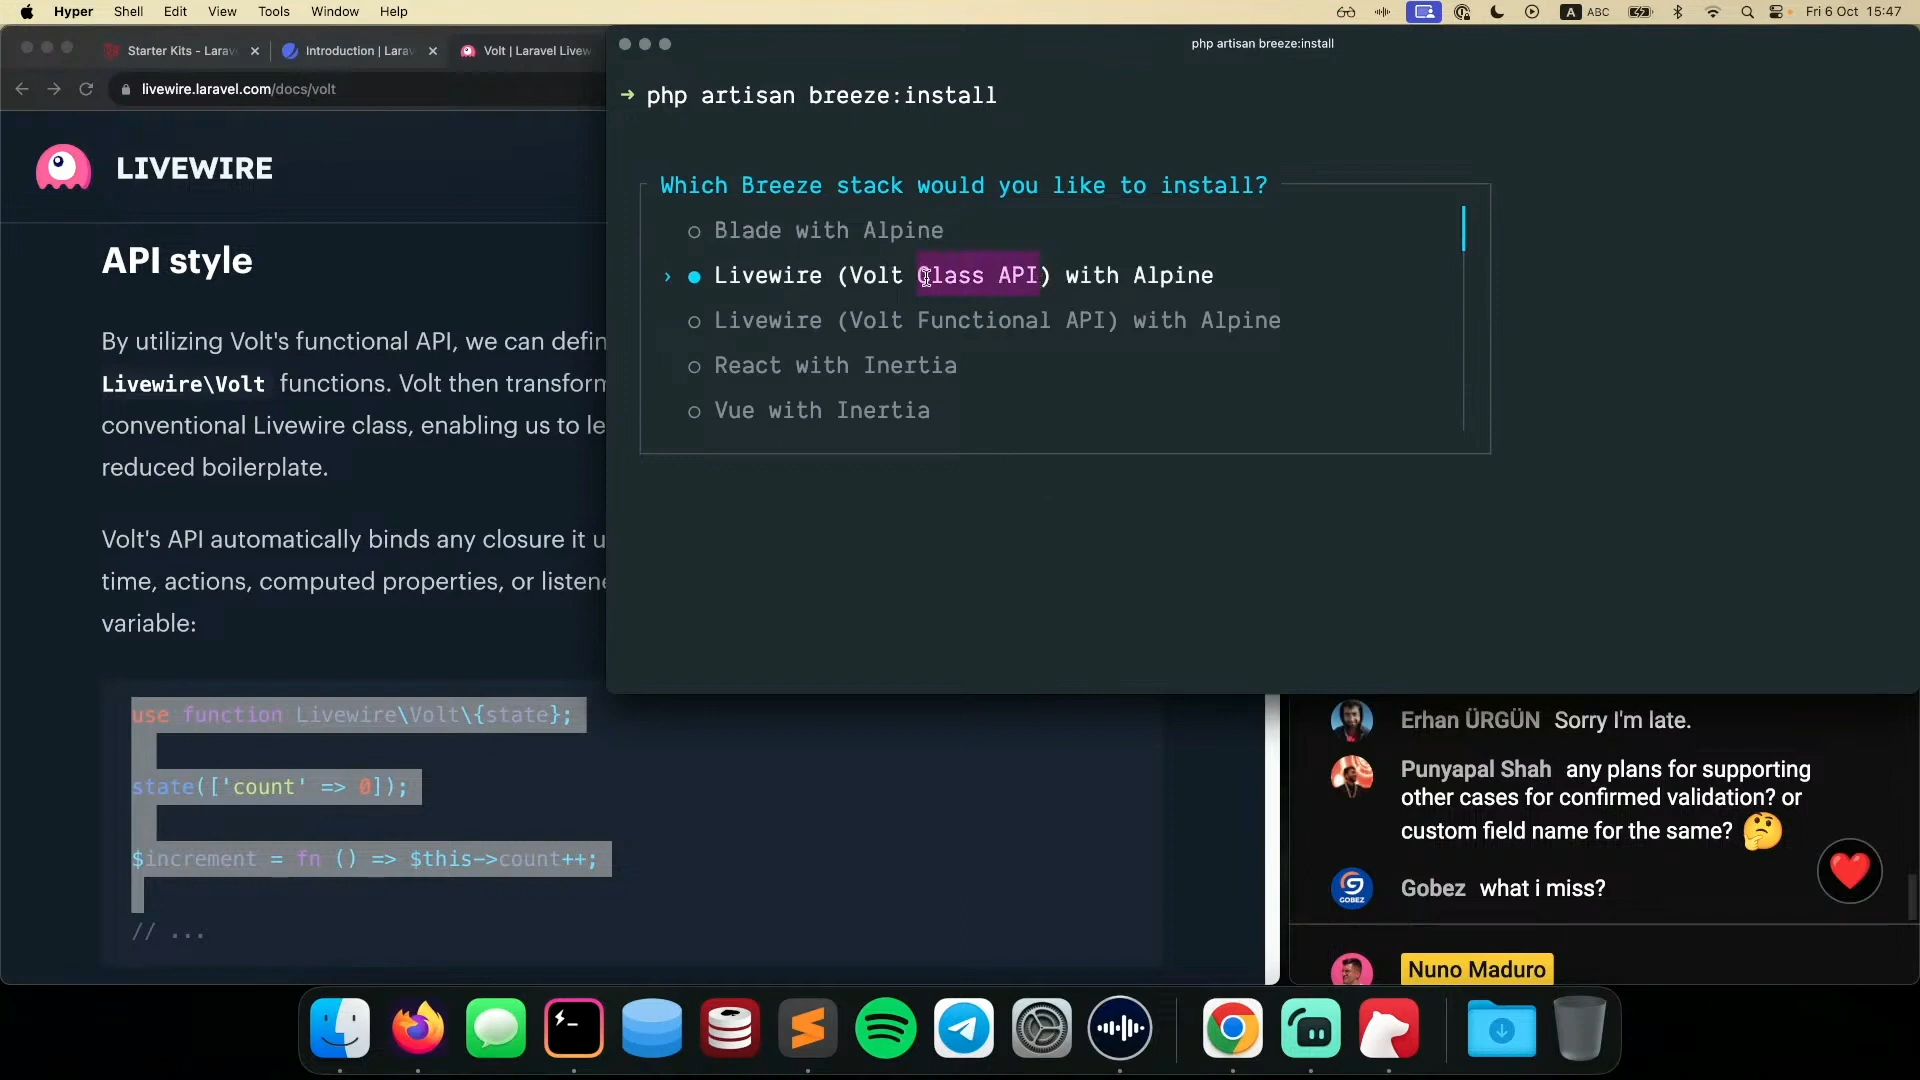 Hyper Shell Edit View Tools Window Help
A ABC Fri 6 Oct 15:47
Starter Kits - Larav
Introduction | Lara
Volt | Laravel Livew
livewire.laravel.com/docs/volt
LIVEWIRE
API style
By utilizing Volt's functional API, we can defin
Livewire\Volt functions. Volt then transform
conventional Livewire class, enabling us to le
reduced boilerplate.
Volt's API automatically binds any closure it u
time, actions, computed properties, or listene
variable:
use function Livewire\Volt\{state};
state(['count' => 0]);
$increment = fn () => $this->count++;
// ...
php artisan breeze:install
→ php artisan breeze:install
Which Breeze stack would you like to install?
○ Blade with Alpine
› ● Livewire (Volt Class API) with Alpine
○ Livewire (Volt Functional API) with Alpine
○ React with Inertia
○ Vue with Inertia
Erhan ÜRGÜN Sorry I'm late.
Punyapal Shah any plans for supporting
other cases for confirmed validation? or
custom field name for the same? 🤔
GOBEZ
Gobez what i miss?
Nuno Maduro